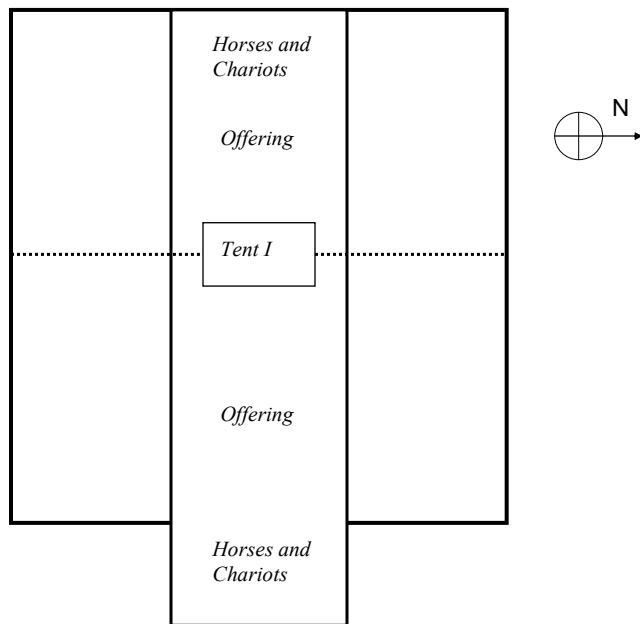 Horses and
Chariots
N
Offering
Tent I
Offering
Horses and
Chariots